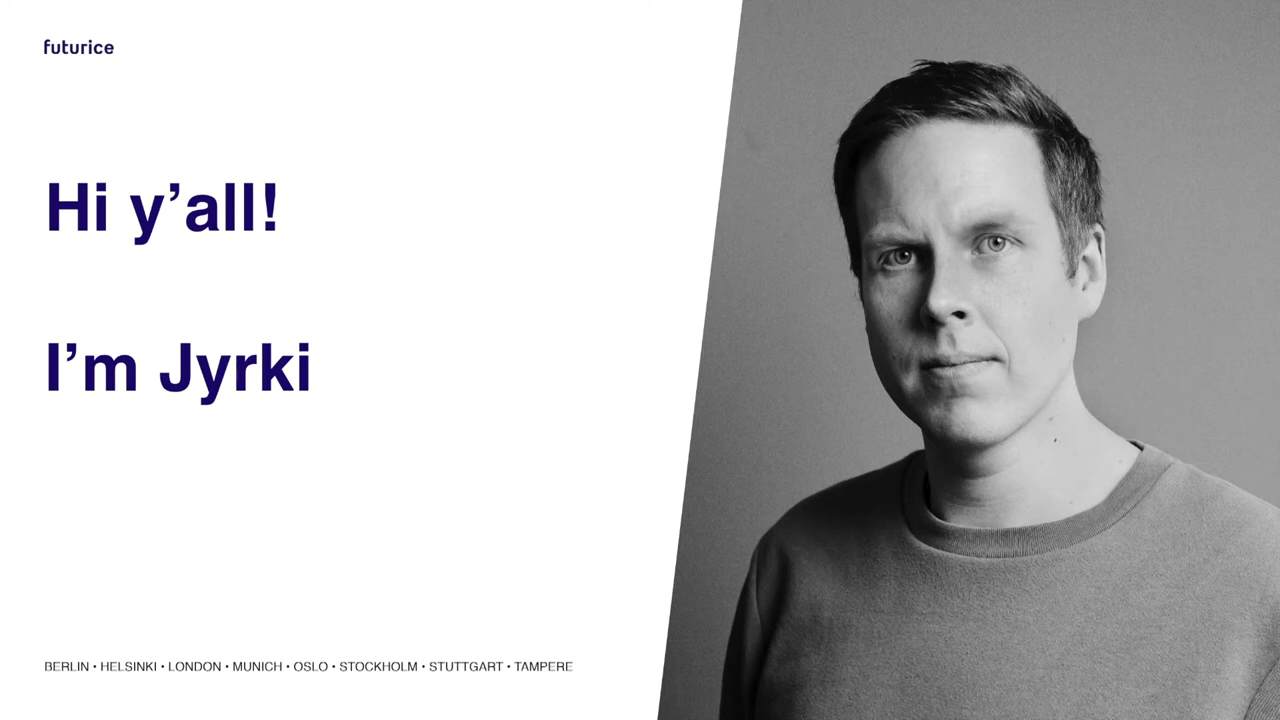 futurice
Hi y’all!
I’m Jyrki
BERLIN • HELSINKI • LONDON • MUNICH • OSLO • STOCKHOLM • STUTTGART • TAMPERE